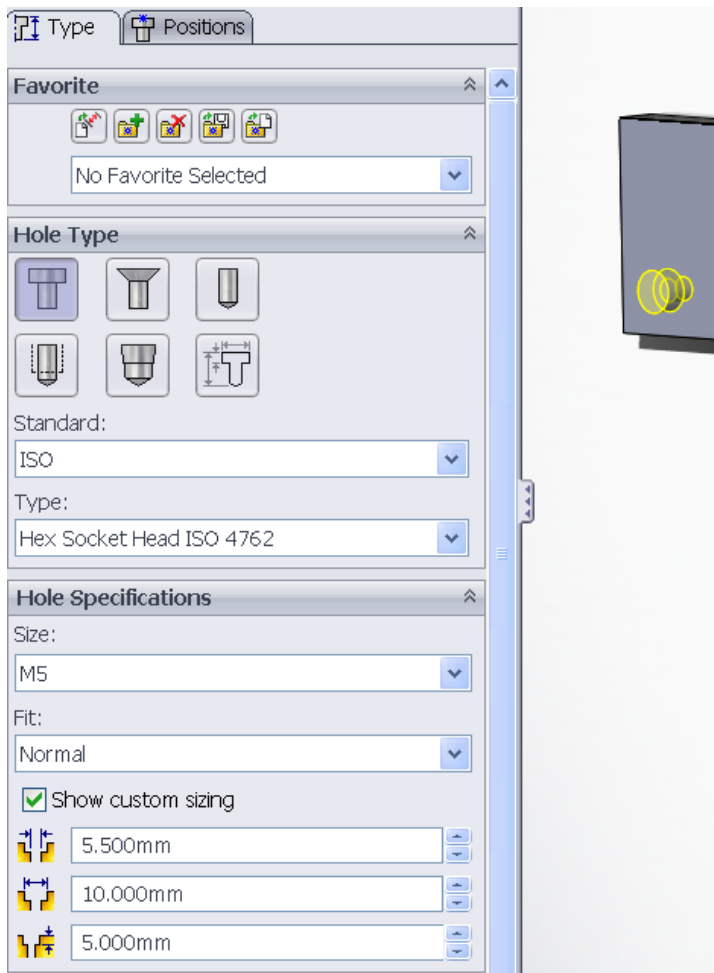 Type
Positions
Favorite
No Favorite Selected
Hole Type
Standard:
ISO
Type:
Hex Socket Head ISO 4762
Hole Specifications
Size:
M5
Fit:
Normal
Show custom sizing
5.500mm
10.000mm
5.000mm